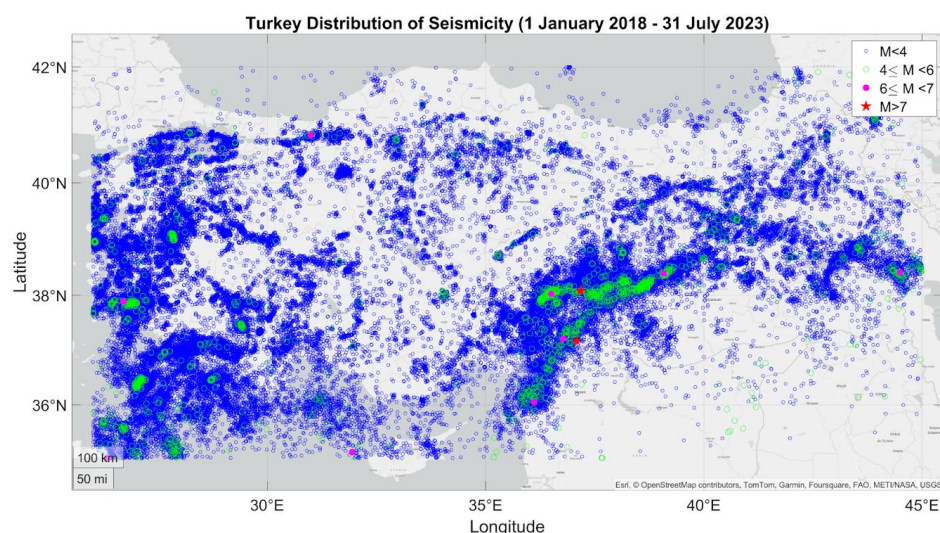 Turkey Distribution of Seismicity (1 January 2018 - 31 July 2023)
M<4
4≤ M <6
6≤ M <7
M>7
42°N
40°N
38°N
36°N
Latitude
100 km
50 mi
Esri, © OpenStreetMap contributors, TomTom, Garmin, Foursquare, FAO, METI/NASA, USGS
30°E
35°E
40°E
45°E
Longitude